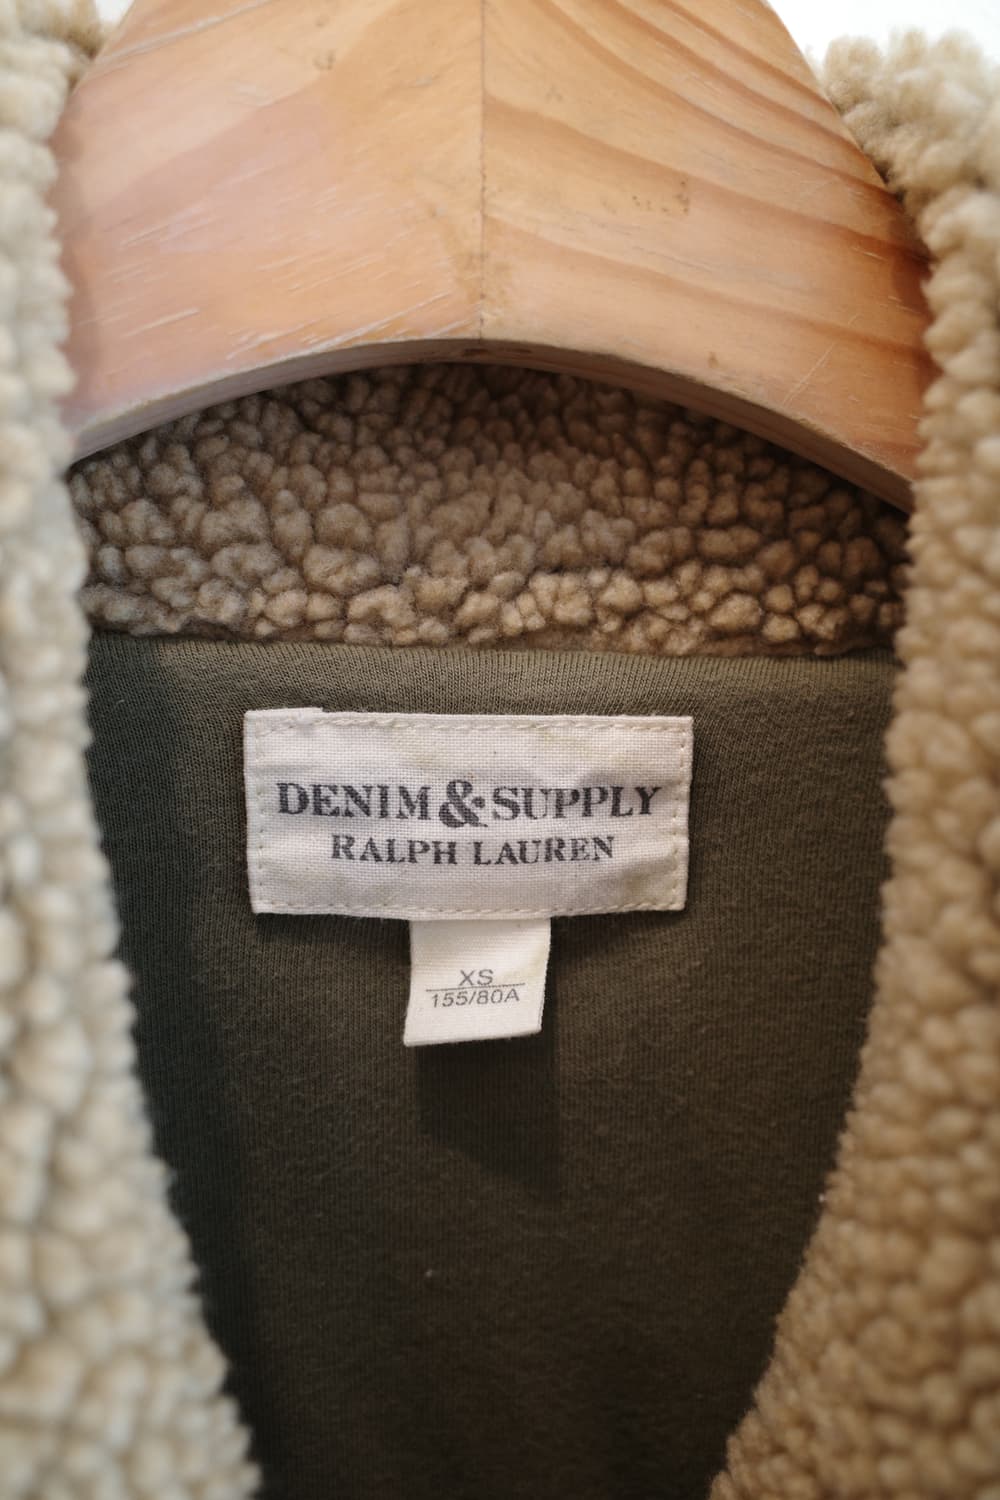 DENIM & SUPPLY
RALPH LAUREN
XS
155/80A